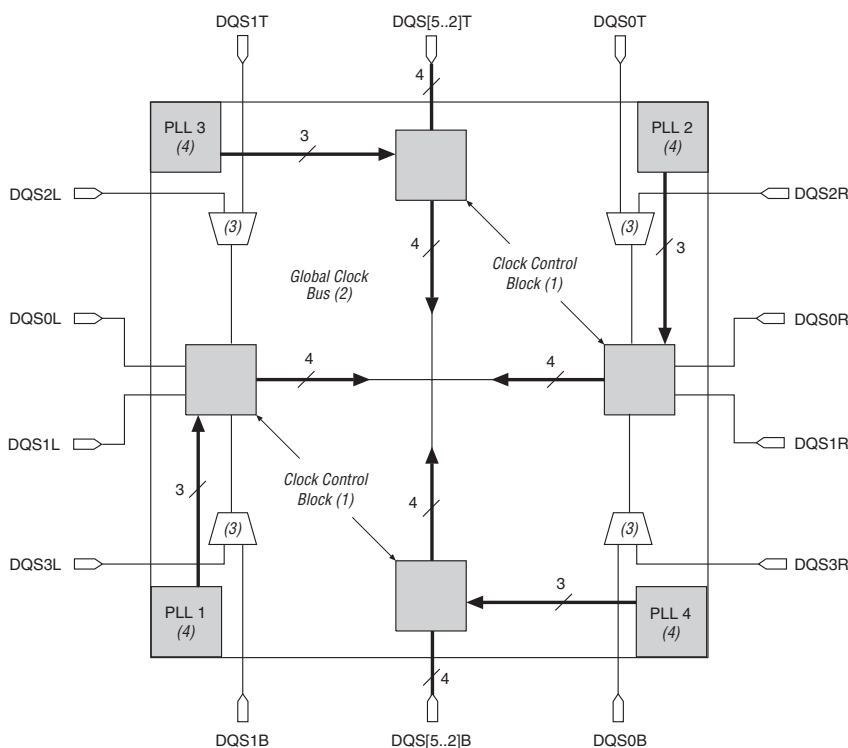 DQS1T
DQS[5..2]T
DQS0T
4
PLL 3
(4)
3
PLL 2
(4)
DQS2L
(3)
DQS2R
(3)
4
3
Global Clock
Bus (2)
Clock Control
Block (1)
DQS0L
DQS0R
4
4
DQS1L
DQS1R
Clock Control
Block (1)
3
4
(3)
(3)
DQS3L
DQS3R
PLL 1
(4)
3
PLL 4
(4)
4
DQS1B
DQS[5..2]B
DQS0B